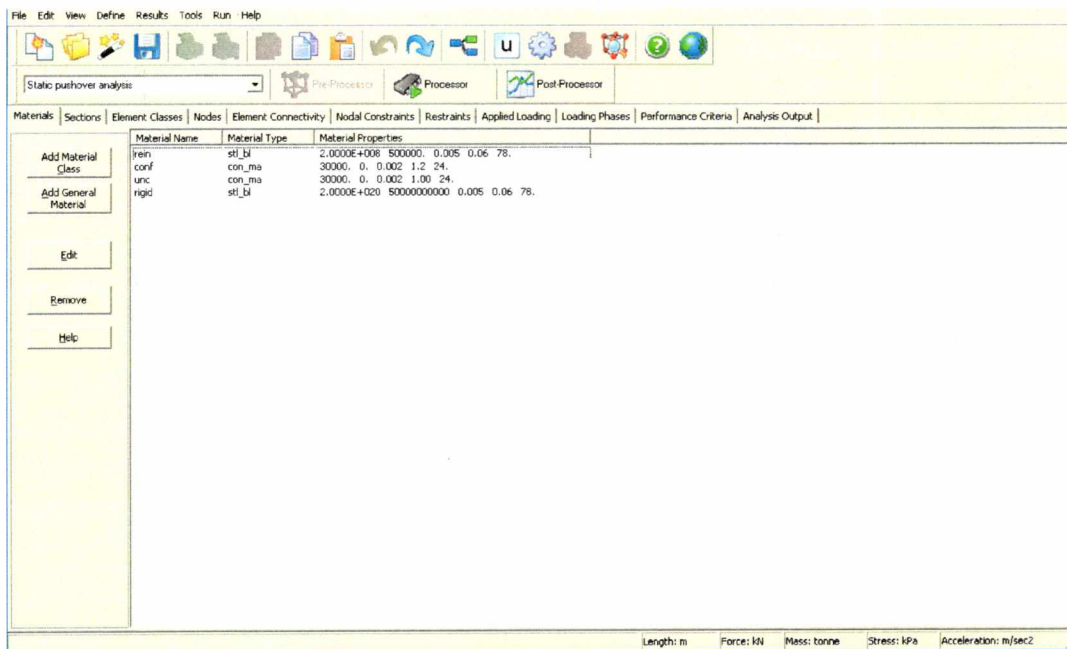 File Edit View Define Results Tools Run Help
u
Static pushover analysis Pre-Processor Processor Post-Processor
Materials Sections Element Classes Nodes Element Connectivity Nodal Constraints Restraints Applied Loading Loading Phases Performance Criteria Analysis Output
Material Name Material Type Material Properties
rein stl_bl 2.0000E+008 500000. 0.005 0.06 78.
conf con_ma 30000. 0. 0.002 1.2 24.
unc con_ma 30000. 0. 0.002 1.00 24.
rigid stl_bl 2.0000E+020 50000000000 0.005 0.06 78.
Add Material
Class
Add General
Material
Edit
Remove
Help
Length: m Force: kN Mass: tonne Stress: kPa Acceleration: m/sec2